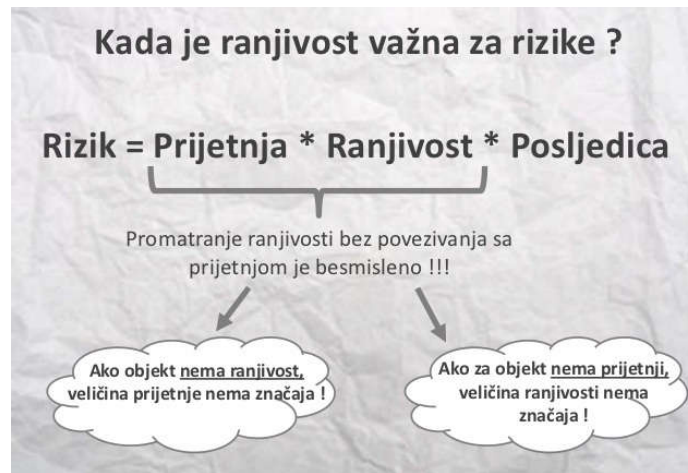 Kada je ranjivost važna za rizike ?
Rizik = Prijetnja * Ranjivost * Posljedica
Promatranje ranjivosti bez povezivanja sa
prijetnjom je besmisleno !!!
Ako objekt nema ranjivost,
veličina prijetnje nema značaja !
Ako za objekt nema prijetnji,
veličina ranjivosti nema
značaja !